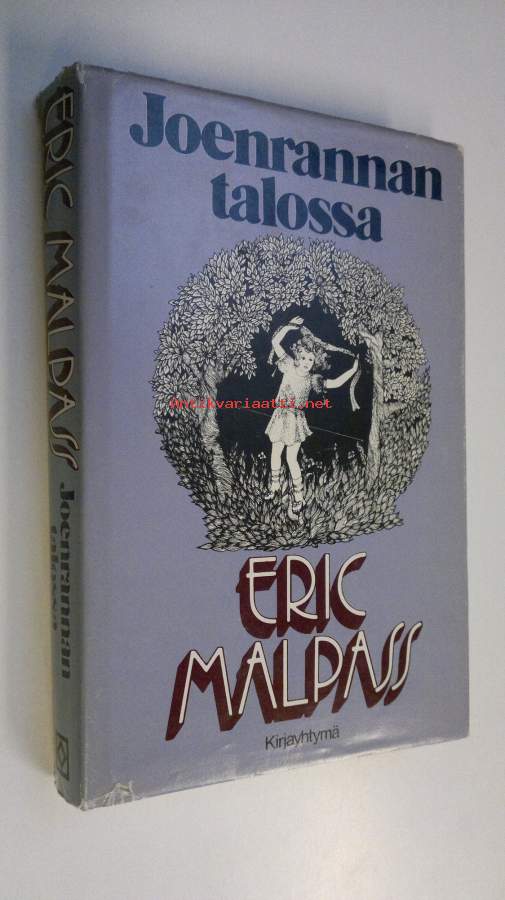 Joenrannan
talossa
Antikvariaatti.net
ERIC
MALPASS
Kirjayhtymä
ERIC MALPASS
Joenrannan
talossa